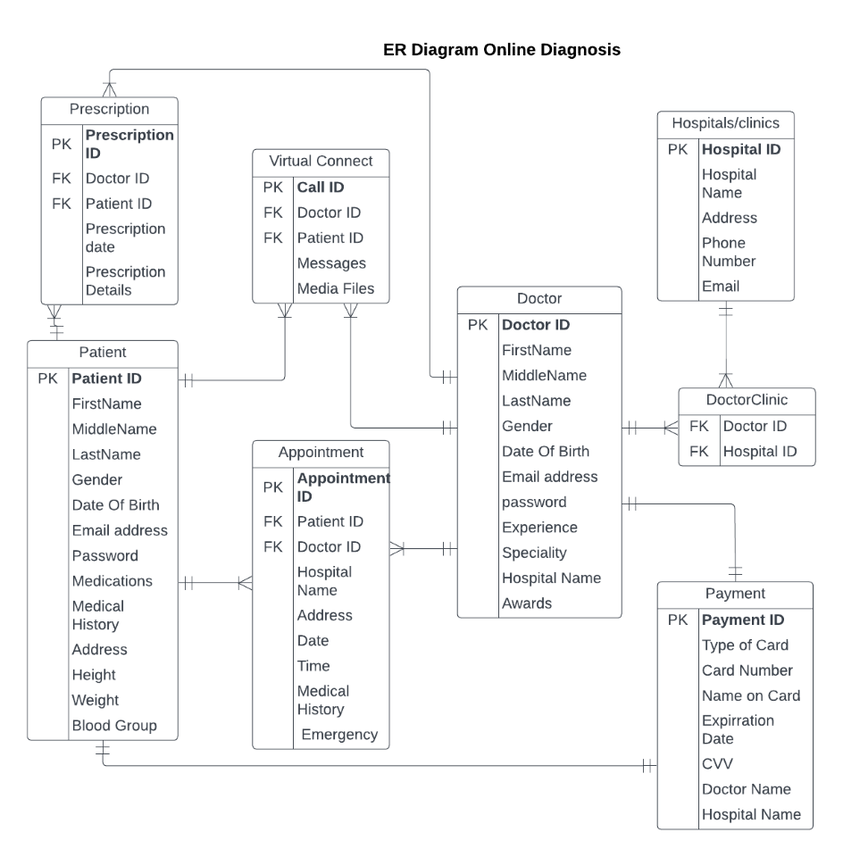 ER Diagram Online Diagnosis
Prescription
PK Prescription
ID
FK Doctor ID
FK Patient ID
Prescription
date
Prescription
Details
Virtual Connect
PK Call ID
FK Doctor ID
FK Patient ID
Messages
Media Files
Hospitals/clinics
PK Hospital ID
Hospital
Name
Address
Phone
Number
Email
Doctor
PK Doctor ID
FirstName
MiddleName
LastName
Gender
Date Of Birth
Email address
password
Experience
Speciality
Hospital Name
Awards
Patient
PK Patient ID
FirstName
MiddleName
LastName
Gender
Date Of Birth
Email address
Password
Medications
Medical
History
Address
Height
Weight
Blood Group
DoctorClinic
FK Doctor ID
FK Hospital ID
Appointment
PK Appointment
ID
FK Patient ID
FK Doctor ID
Hospital
Name
Address
Date
Time
Medical
History
Emergency
Payment
PK Payment ID
Type of Card
Card Number
Name on Card
Expirration
Date
CVV
Doctor Name
Hospital Name